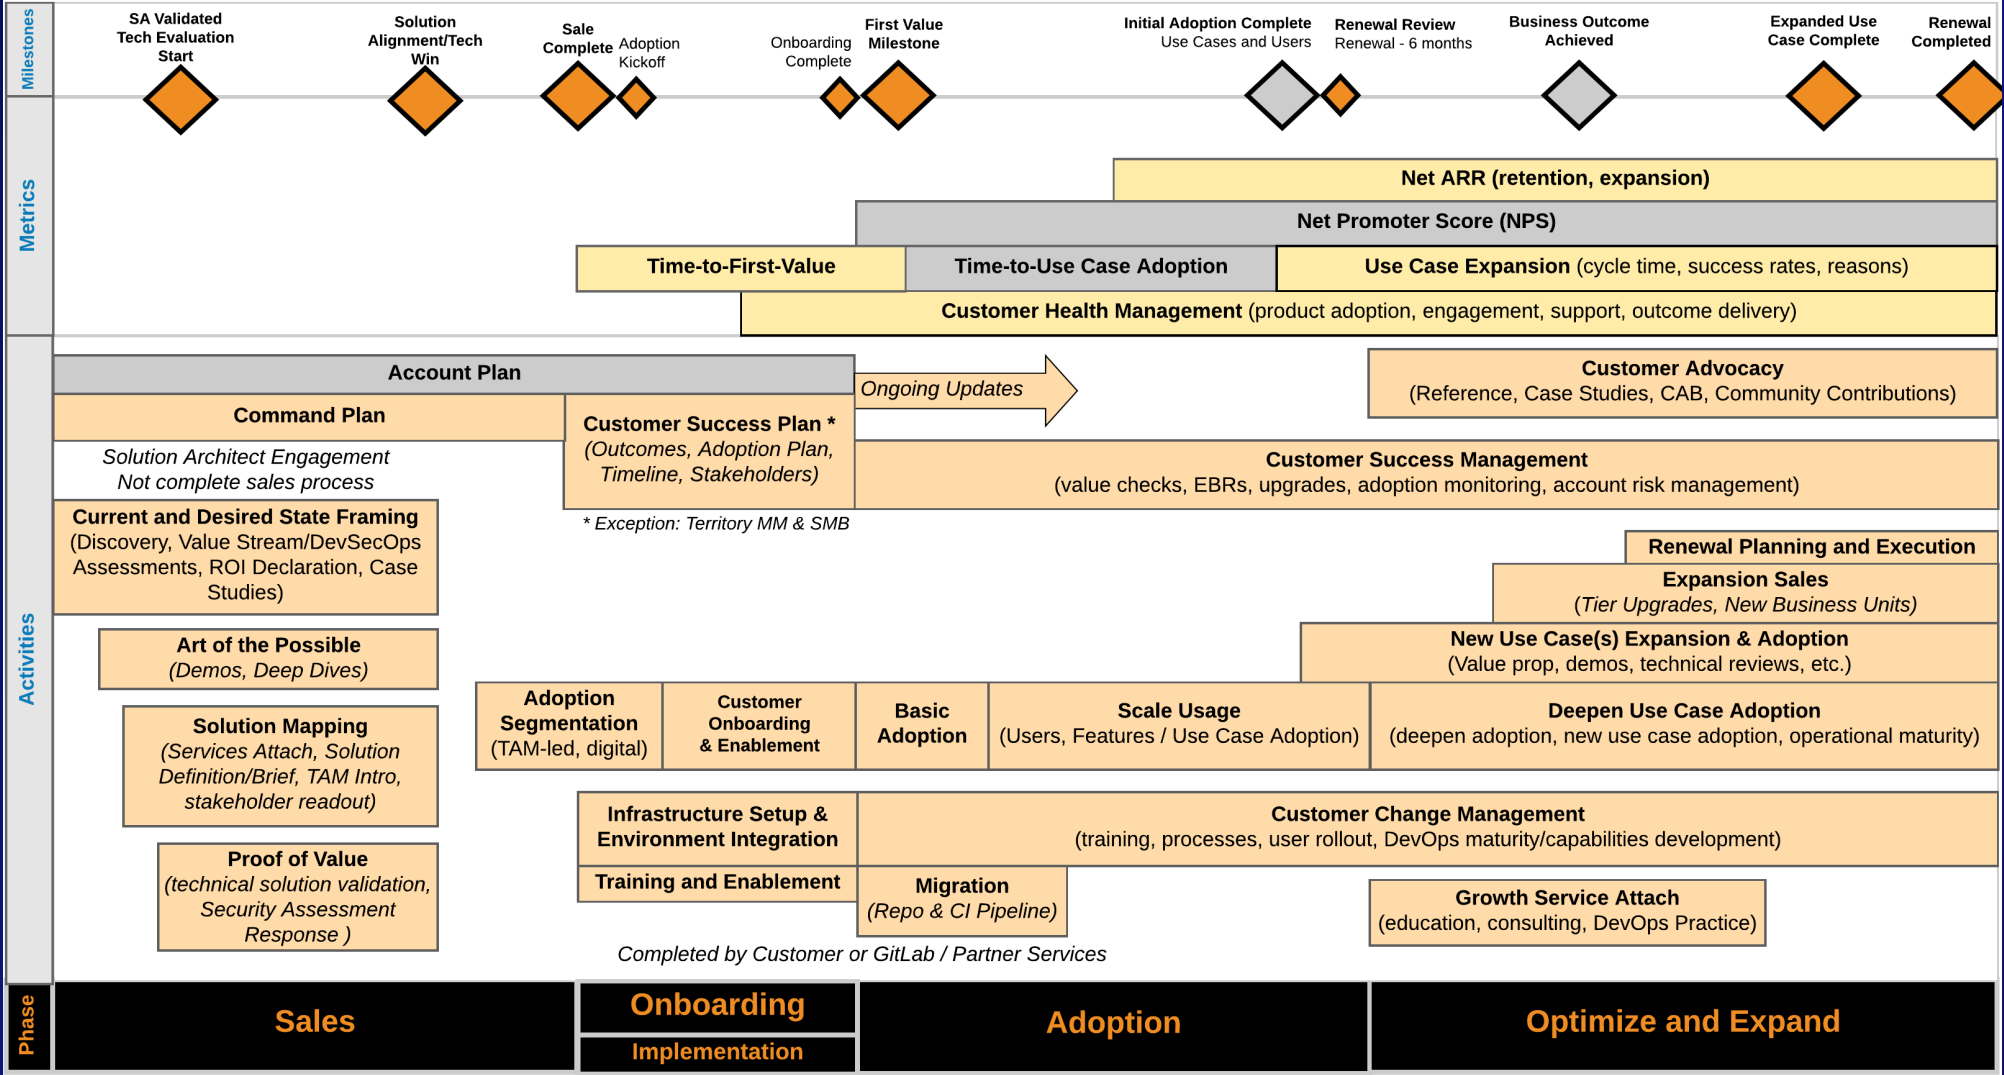 Milestones
SA Validated
Tech Evaluation
Start
Solution
Alignment/Tech
Win
Sale
Complete
Adoption
Kickoff
Onboarding
Complete
First Value
Milestone
Initial Adoption Complete
Use Cases and Users
Renewal Review
Renewal - 6 months
Business Outcome
Achieved
Expanded Use
Case Complete
Renewal
Completed
Metrics
Net ARR (retention, expansion)
Net Promoter Score (NPS)
Time-to-First-Value
Time-to-Use Case Adoption
Use Case Expansion (cycle time, success rates, reasons)
Customer Health Management (product adoption, engagement, support, outcome delivery)
Activities
Account Plan
Ongoing Updates
Customer Advocacy
(Reference, Case Studies, CAB, Community Contributions)
Command Plan
Customer Success Plan *
(Outcomes, Adoption Plan,
Timeline, Stakeholders)
Solution Architect Engagement
Not complete sales process
Customer Success Management
(value checks, EBRs, upgrades, adoption monitoring, account risk management)
* Exception: Territory MM & SMB
Current and Desired State Framing
(Discovery, Value Stream/DevSecOps
Assessments, ROI Declaration, Case
Studies)
Renewal Planning and Execution
Expansion Sales
(Tier Upgrades, New Business Units)
Art of the Possible
(Demos, Deep Dives)
New Use Case(s) Expansion & Adoption
(Value prop, demos, technical reviews, etc.)
Adoption
Segmentation
(TAM-led, digital)
Customer
Onboarding
& Enablement
Basic
Adoption
Scale Usage
(Users, Features / Use Case Adoption)
Deepen Use Case Adoption
(deepen adoption, new use case adoption, operational maturity)
Solution Mapping
(Services Attach, Solution
Definition/Brief, TAM Intro,
stakeholder readout)
Infrastructure Setup &
Environment Integration
Customer Change Management
(training, processes, user rollout, DevOps maturity/capabilities development)
Proof of Value
(technical solution validation,
Security Assessment
Response )
Training and Enablement
Migration
(Repo & CI Pipeline)
Growth Service Attach
(education, consulting, DevOps Practice)
Completed by Customer or GitLab / Partner Services
Phase
Sales
Onboarding
Implementation
Adoption
Optimize and Expand